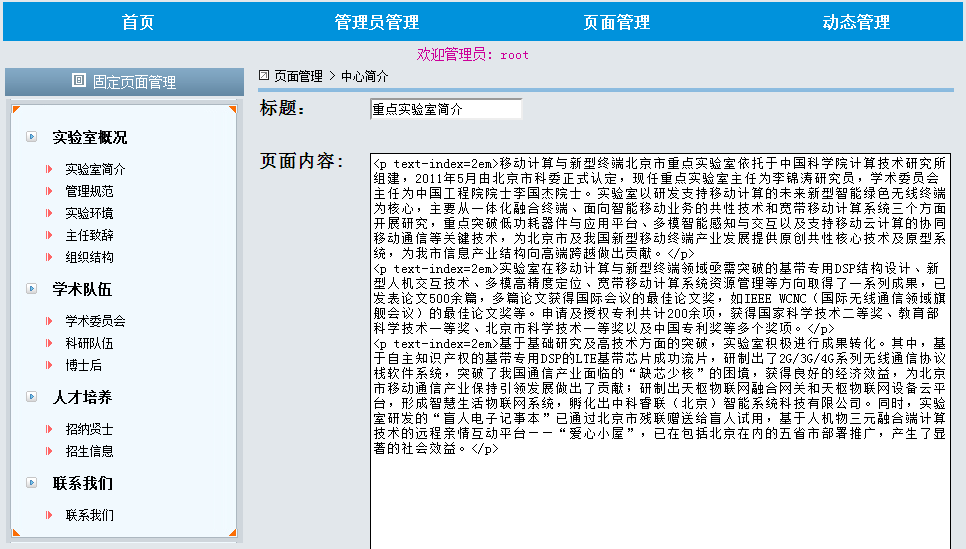 首页 管理员管理 页面管理 动态管理
欢迎管理员: root
固定页面管理
实验室概况
实验室简介
管理规范
实验环境
主任致辞
组织结构
学术队伍
学术委员会
科研队伍
博士后
人才培养
招纳贤士
招生信息
联系我们
联系我们
页面管理 > 中心简介
标题: 重点实验室简介
页面内容:
<p text-index=2em>移动计算与新型终端北京市重点实验室依托于中国科学院计算技术研究所
组建，2011年5月由北京市科委正式认定，现任重点实验室主任为李锦涛研究员，学术委员会
主任为中国工程院院士李国杰院士。实验室以研发支持移动计算的未来新型智能绿色无线终端
为核心，主要从一体化融合终端、面向智能移动业务的共性技术和宽带移动计算系统三个方面
开展研究，重点突破低功耗器件与应用平台、多模智能感知与交互以及支持移动云计算的协同
移动通信等关键技术，为北京市及我国新型移动终端产业发展提供原创共性核心技术及原型系
统，为我市信息产业结构向高端跨越做出贡献。</p>
<p text-index=2em>实验室在移动计算与新型终端领域亟需突破的基带专用DSP结构设计、新
型人机交互技术、多模高精度定位、宽带移动计算系统资源管理等方向取得了一系列成果，已
发表论文500余篇，多篇论文获得国际会议的最佳论文奖，如IEEE WCNC（国际无线通信领域旗
舰会议）的最佳论文奖等。申请及授权专利共计200余项，获得国家科学技术二等奖、教育部
科学技术一等奖、北京市科学技术一等奖以及中国专利奖等多个奖项。</p>
<p text-index=2em>基于基础研究及高技术方面的突破，实验室积极进行成果转化。其中，基
于自主知识产权的基带专用DSP的LTE基带芯片成功流片，研制出了2G/3G/4G系列无线通信协议
栈软件系统，突破了我国通信产业面临的“缺芯少核”的困境，获得良好的经济效益，为北京
市移动通信产业保持引领发展做出了贡献；研制出天枢物联网融合网关和天枢物联网设备云平
台，形成智慧生活物联网系统，孵化出中科睿联（北京）智能系统科技有限公司。同时，实验
室研发的“盲人电子记事本”已通过北京市残联赠送给盲人试用，基于人机物三元融合端计算
技术的远程亲情互动平台－－“爱心小屋”，已在包括北京在内的五省市部署推广，产生了显
著的社会效益。</p>